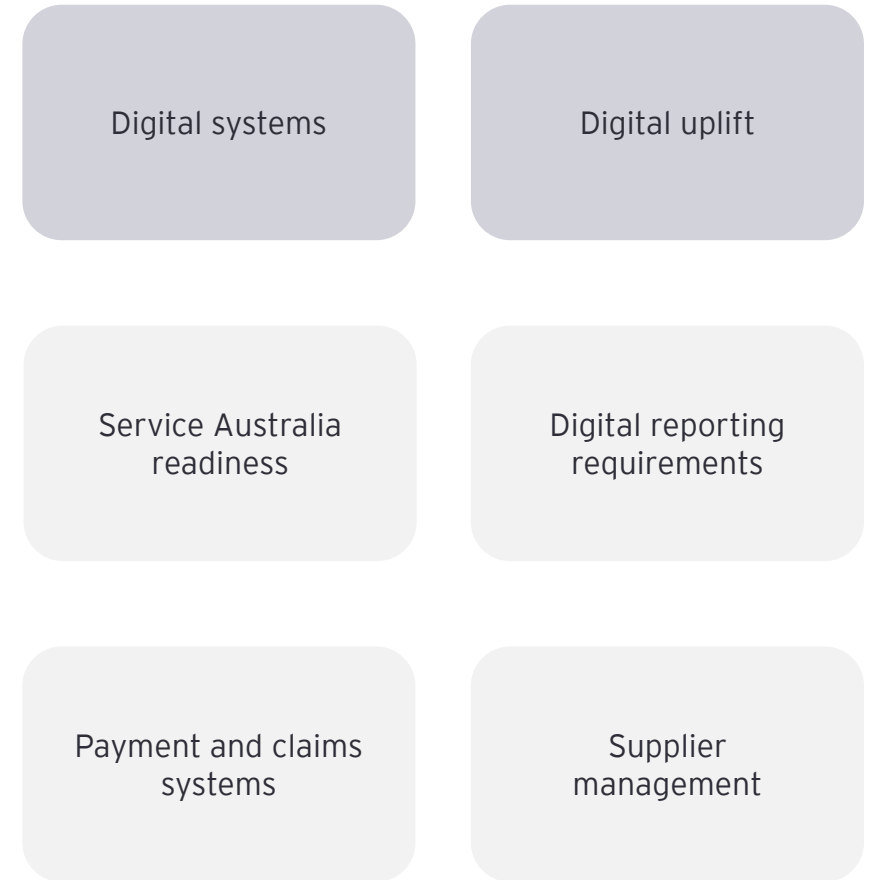 Digital systems
Digital uplift
Service Australia
readiness
Digital reporting
requirements
Payment and claims
systems
Supplier
management